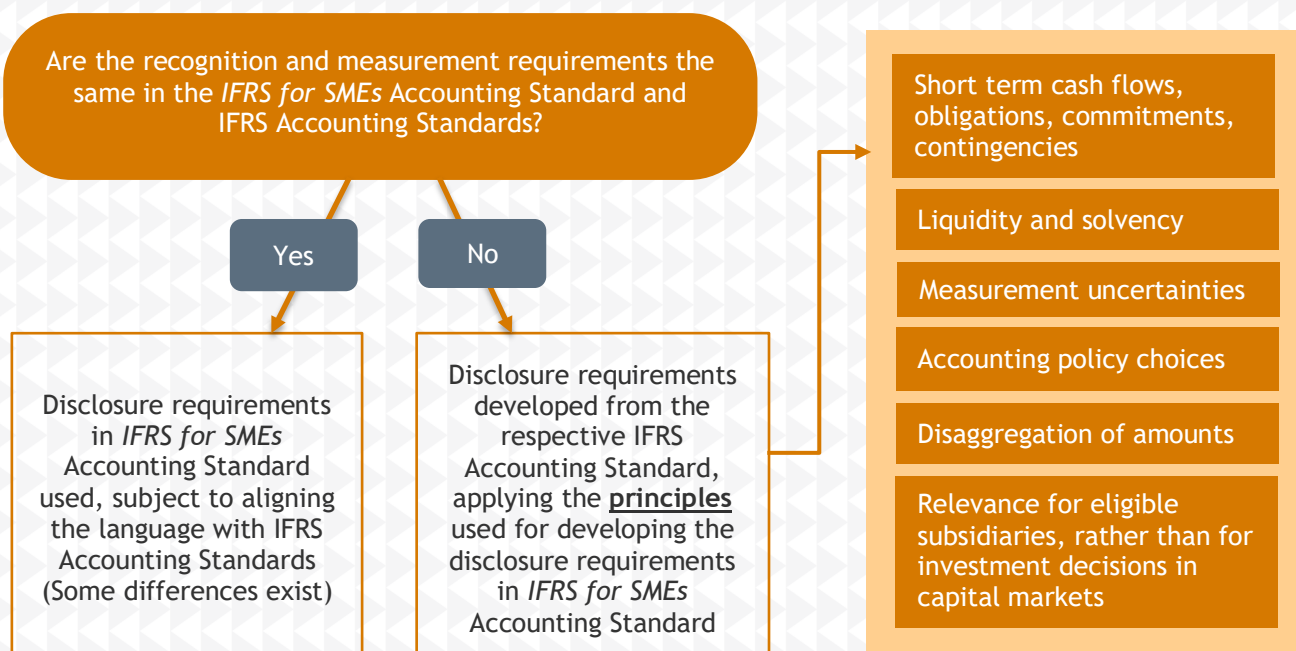 Are the recognition and measurement requirements the
same in the IFRS for SMEs Accounting Standard and
IFRS Accounting Standards?
Yes
No
Disclosure requirements
in IFRS for SMEs
Accounting Standard
used, subject to aligning
the language with IFRS
Accounting Standards
(Some differences exist)
Disclosure requirements
developed from the
respective IFRS
Accounting Standard,
applying the principles
used for developing the
disclosure requirements
in IFRS for SMEs
Accounting Standard
Short term cash flows,
obligations, commitments,
contingencies
Liquidity and solvency
Measurement uncertainties
Accounting policy choices
Disaggregation of amounts
Relevance for eligible
subsidiaries, rather than for
investment decisions in
capital markets